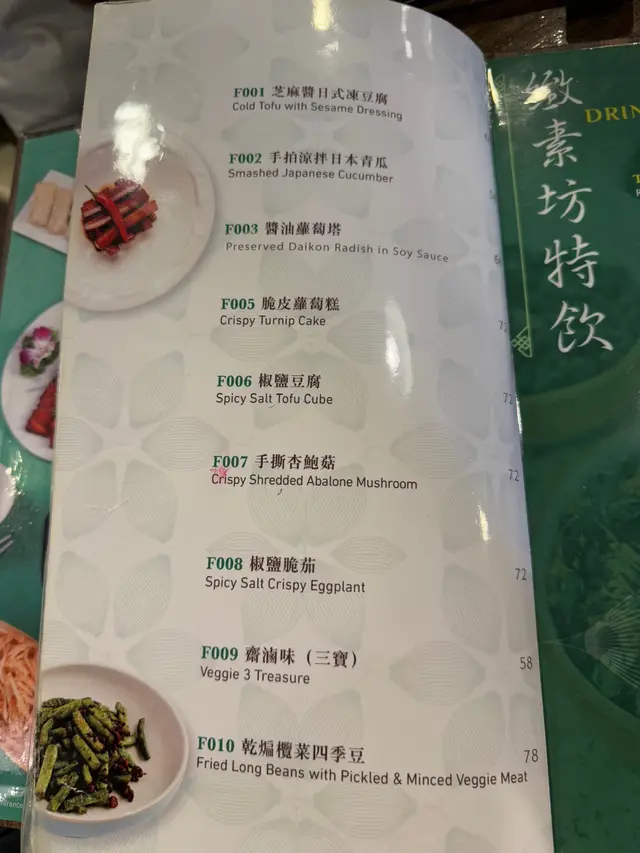 F001 芝麻醬日式凍豆腐
Cold Tofu with Sesame Dressing
F002 手拍涼拌日本青瓜
Smashed Japanese Cucumber
F003 醬油蘿蔔塔
Preserved Daikon Radish in Soy Sauce
F005 脆皮蘿蔔糕
Crispy Turnip Cake
F006 椒鹽豆腐
Spicy Salt Tofu Cube
72
F007 手撕杏鮑菇
Crispy Shredded Abalone Mushroom
72
F008 椒鹽脆茄
Spicy Salt Crispy Eggplant
72
F009 齋滷味（三寶）
Veggie 3 Treasure
58
F010 乾煸欖菜四季豆
Fried Long Beans with Pickled & Minced Veggie Meat
78
緻素坊特飲